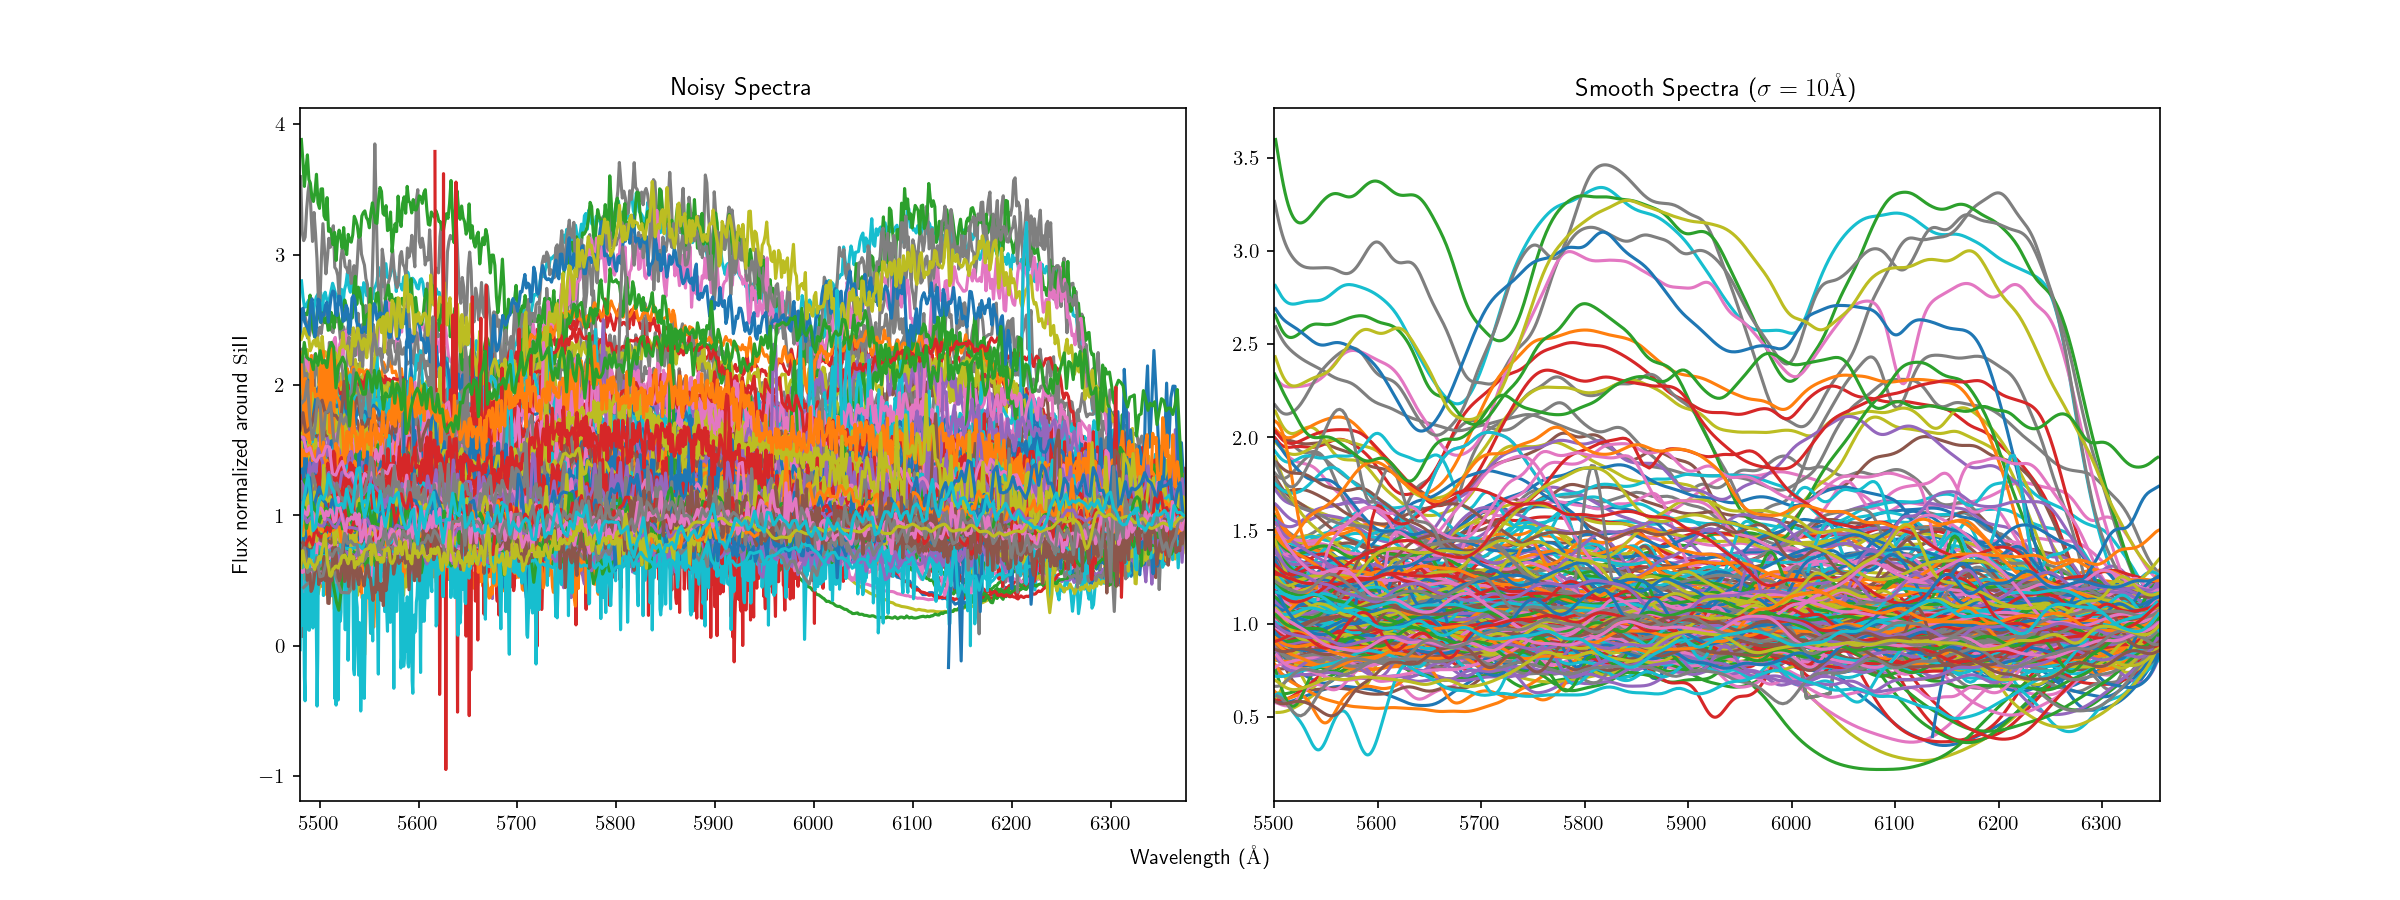 Noisy Spectra
Smooth Spectra (σ = 10Å)
Flux normalized around SiII
4
3
2
1
0
−1
5500 5600 5700 5800 5900 6000 6100 6200 6300
3.5
3.0
2.5
2.0
1.5
1.0
0.5
5500 5600 5700 5800 5900 6000 6100 6200 6300
Wavelength (Å)